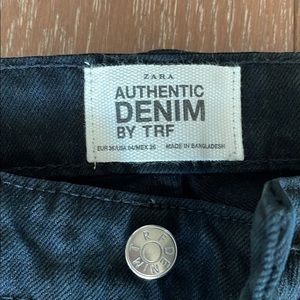 ZARA
AUTHENTIC
DENIM
BY TRF
EUR 36/USA 04/MEX 26 MADE IN BANGLADESH
TRF DENIM